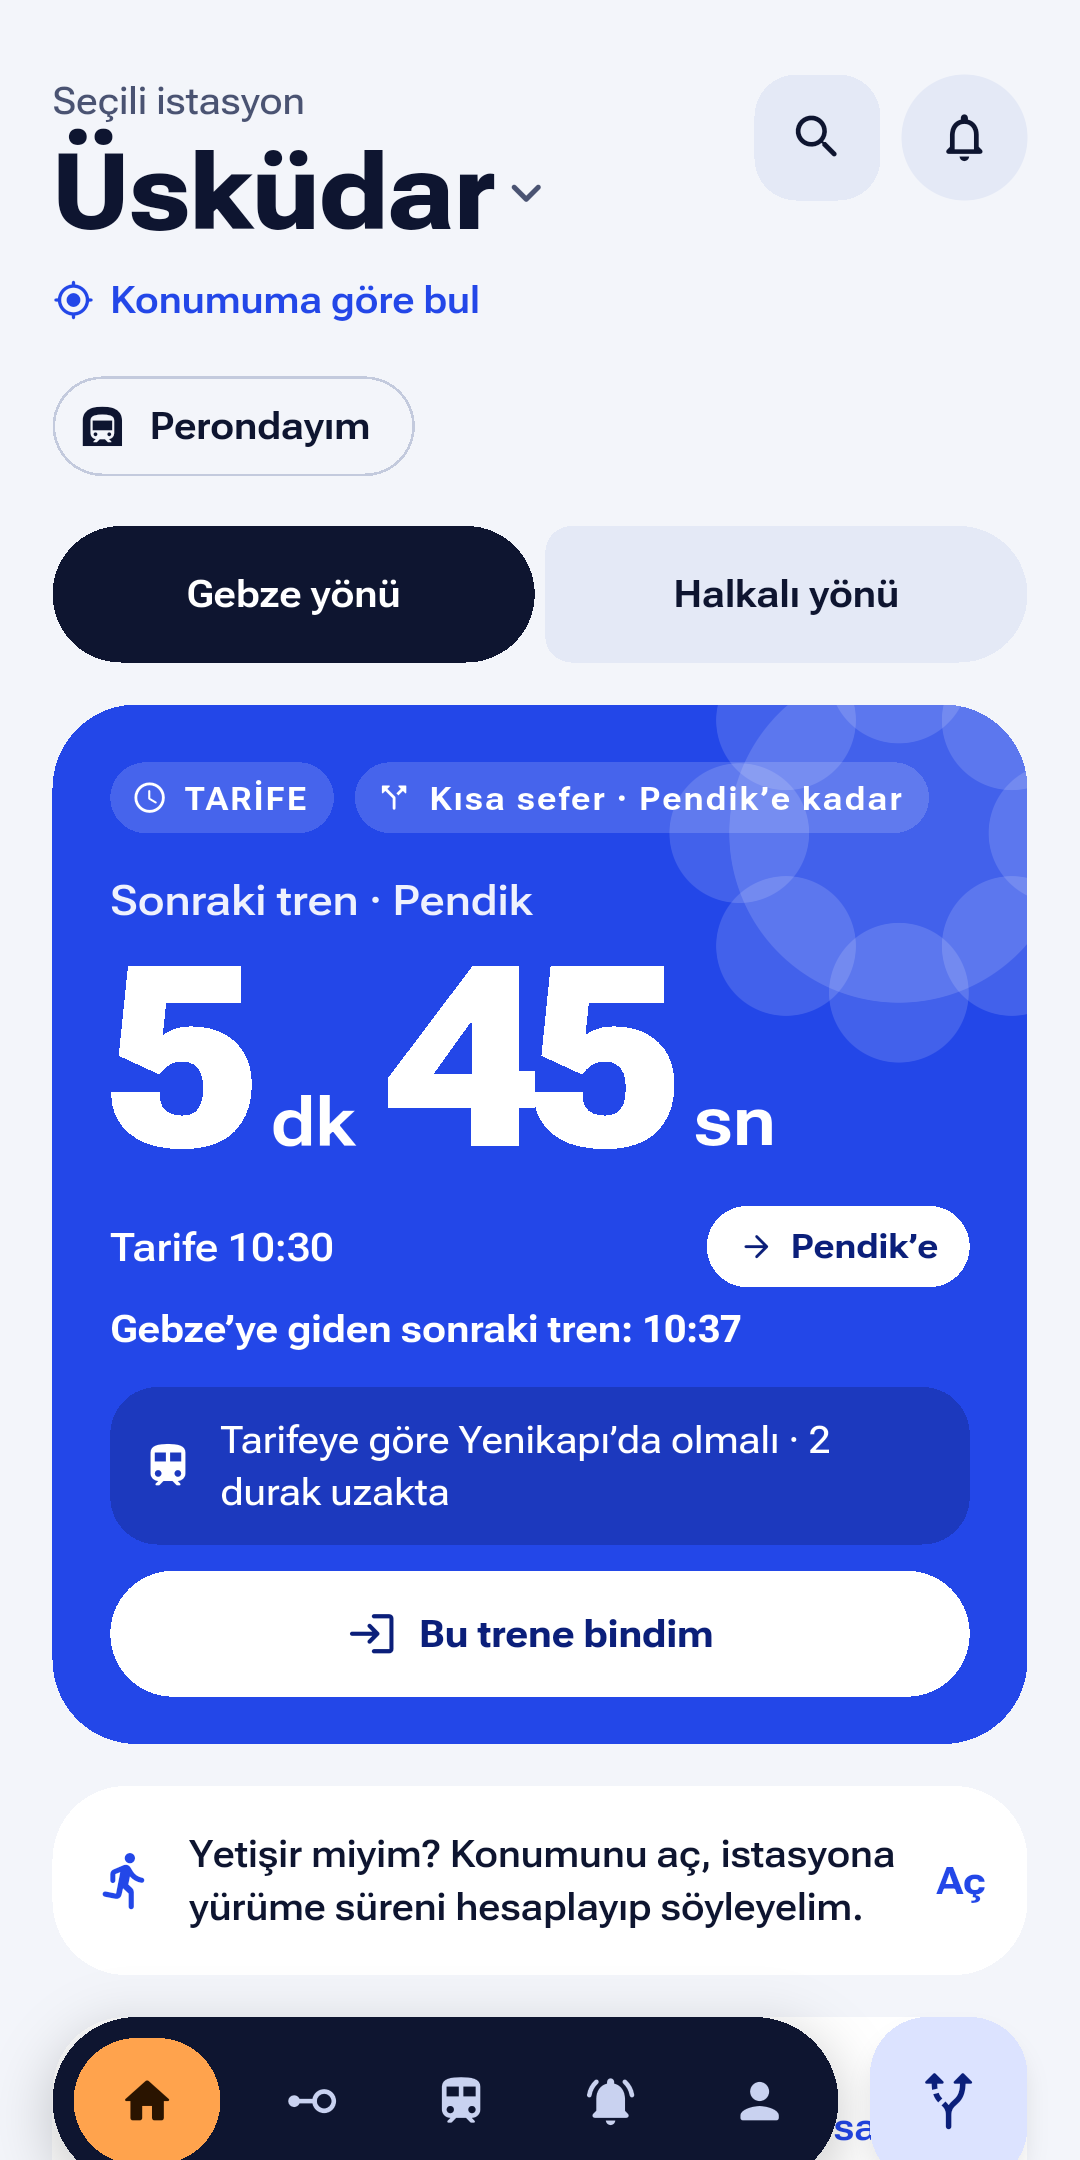 Seçili istasyon
Üsküdar
Konumuma göre bul
Perondayım
Gebze yönü
Halkalı yönü
TARİFE
Kısa sefer · Pendik’e kadar
Sonraki tren · Pendik
5 dk 45 sn
Tarife 10:30
Pendik’e
Gebze’ye giden sonraki tren: 10:37
Tarifeye göre Yenikapı’da olmalı · 2
durak uzakta
Bu trene bindim
Yetişir miyim? Konumunu aç, istasyona
yürüme süreni hesaplayıp söyleyelim.
Aç